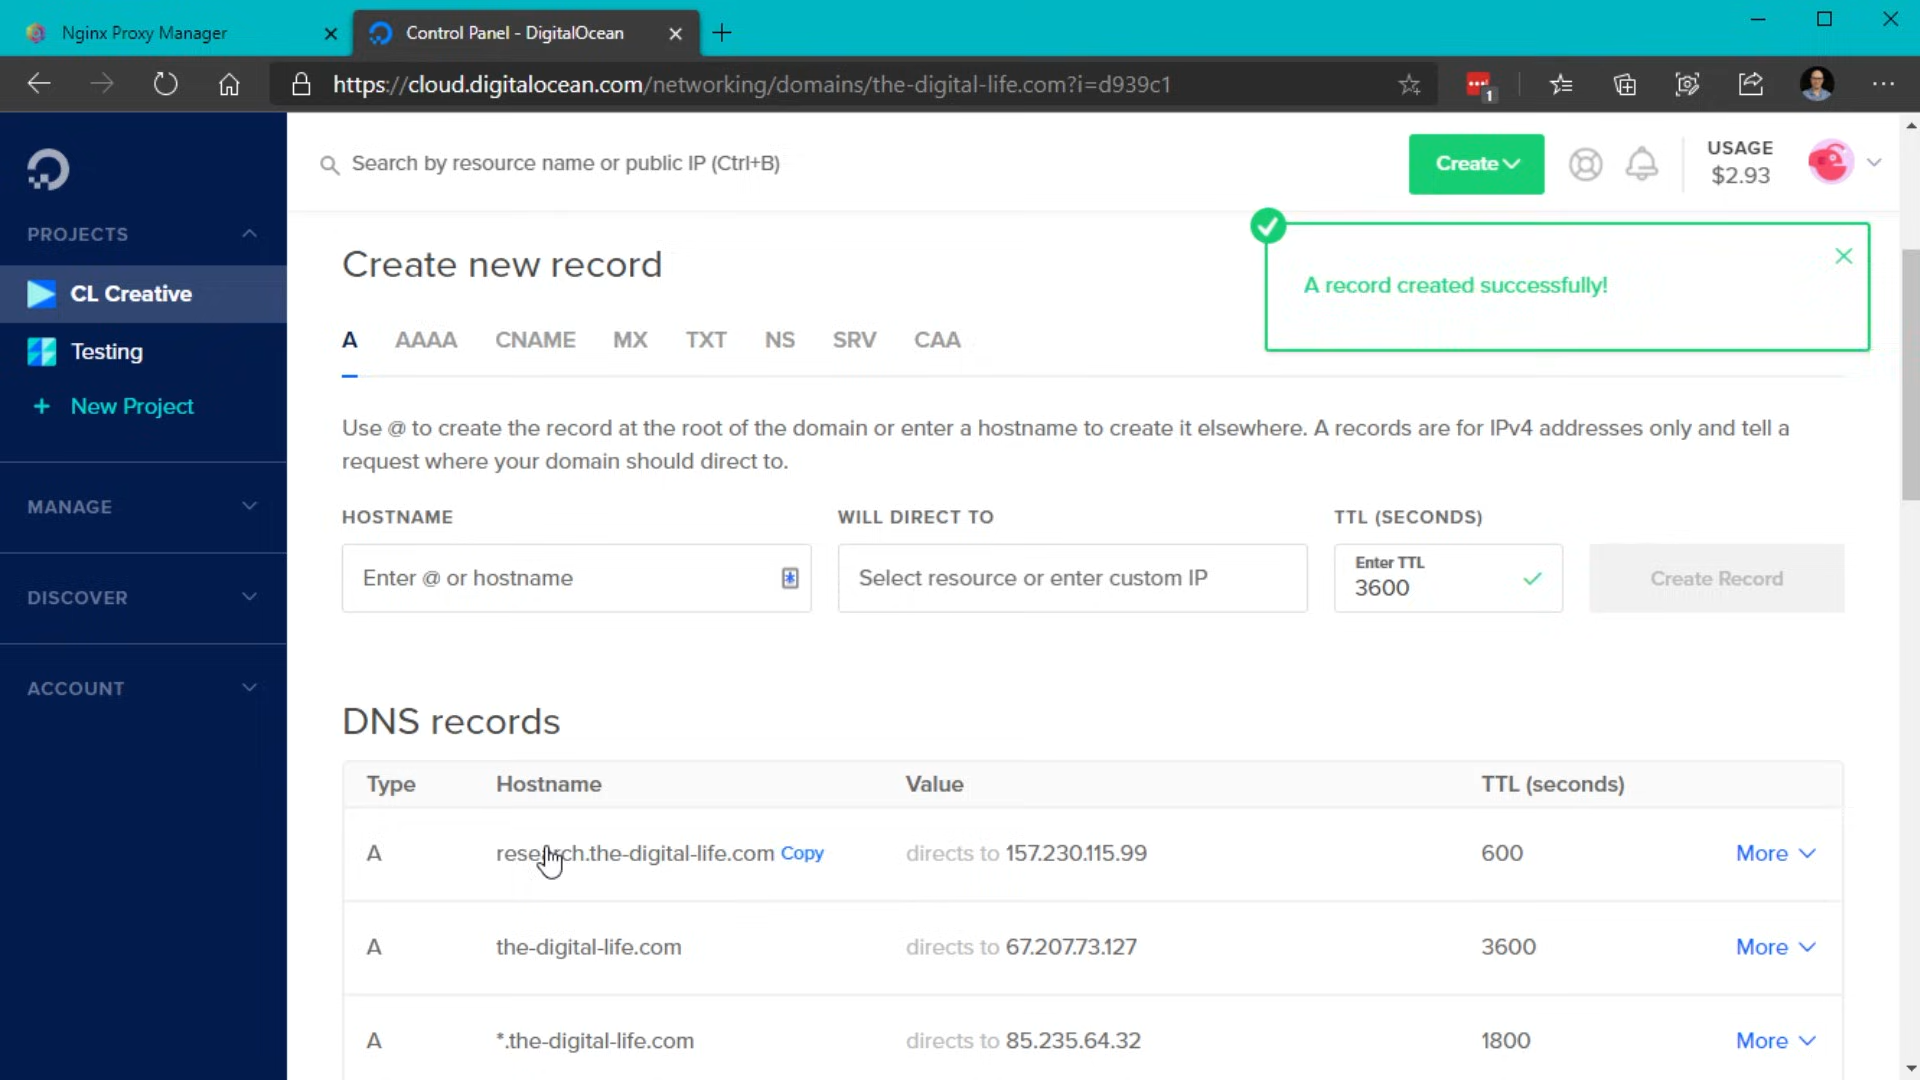 Nginx Proxy Manager
Control Panel - DigitalOcean
https://cloud.digitalocean.com/networking/domains/the-digital-life.com?i=d939c1
1
Search by resource name or public IP (Ctrl+B)
Create
USAGE
$2.93
PROJECTS
CL Creative
Testing
+ New Project
MANAGE
DISCOVER
ACCOUNT
A record created successfully!
Create new record
A AAAA CNAME MX TXT NS SRV CAA
Use @ to create the record at the root of the domain or enter a hostname to create it elsewhere. A records are for IPv4 addresses only and tell a
request where your domain should direct to.
HOSTNAME WILL DIRECT TO TTL (SECONDS)
Enter @ or hostname
Select resource or enter custom IP
Enter TTL
3600
Create Record
DNS records
Type Hostname Value TTL (seconds)
A research.the-digital-life.com Copy directs to 157.230.115.99 600 More
A the-digital-life.com directs to 67.207.73.127 3600 More
A *.the-digital-life.com directs to 85.235.64.32 1800 More